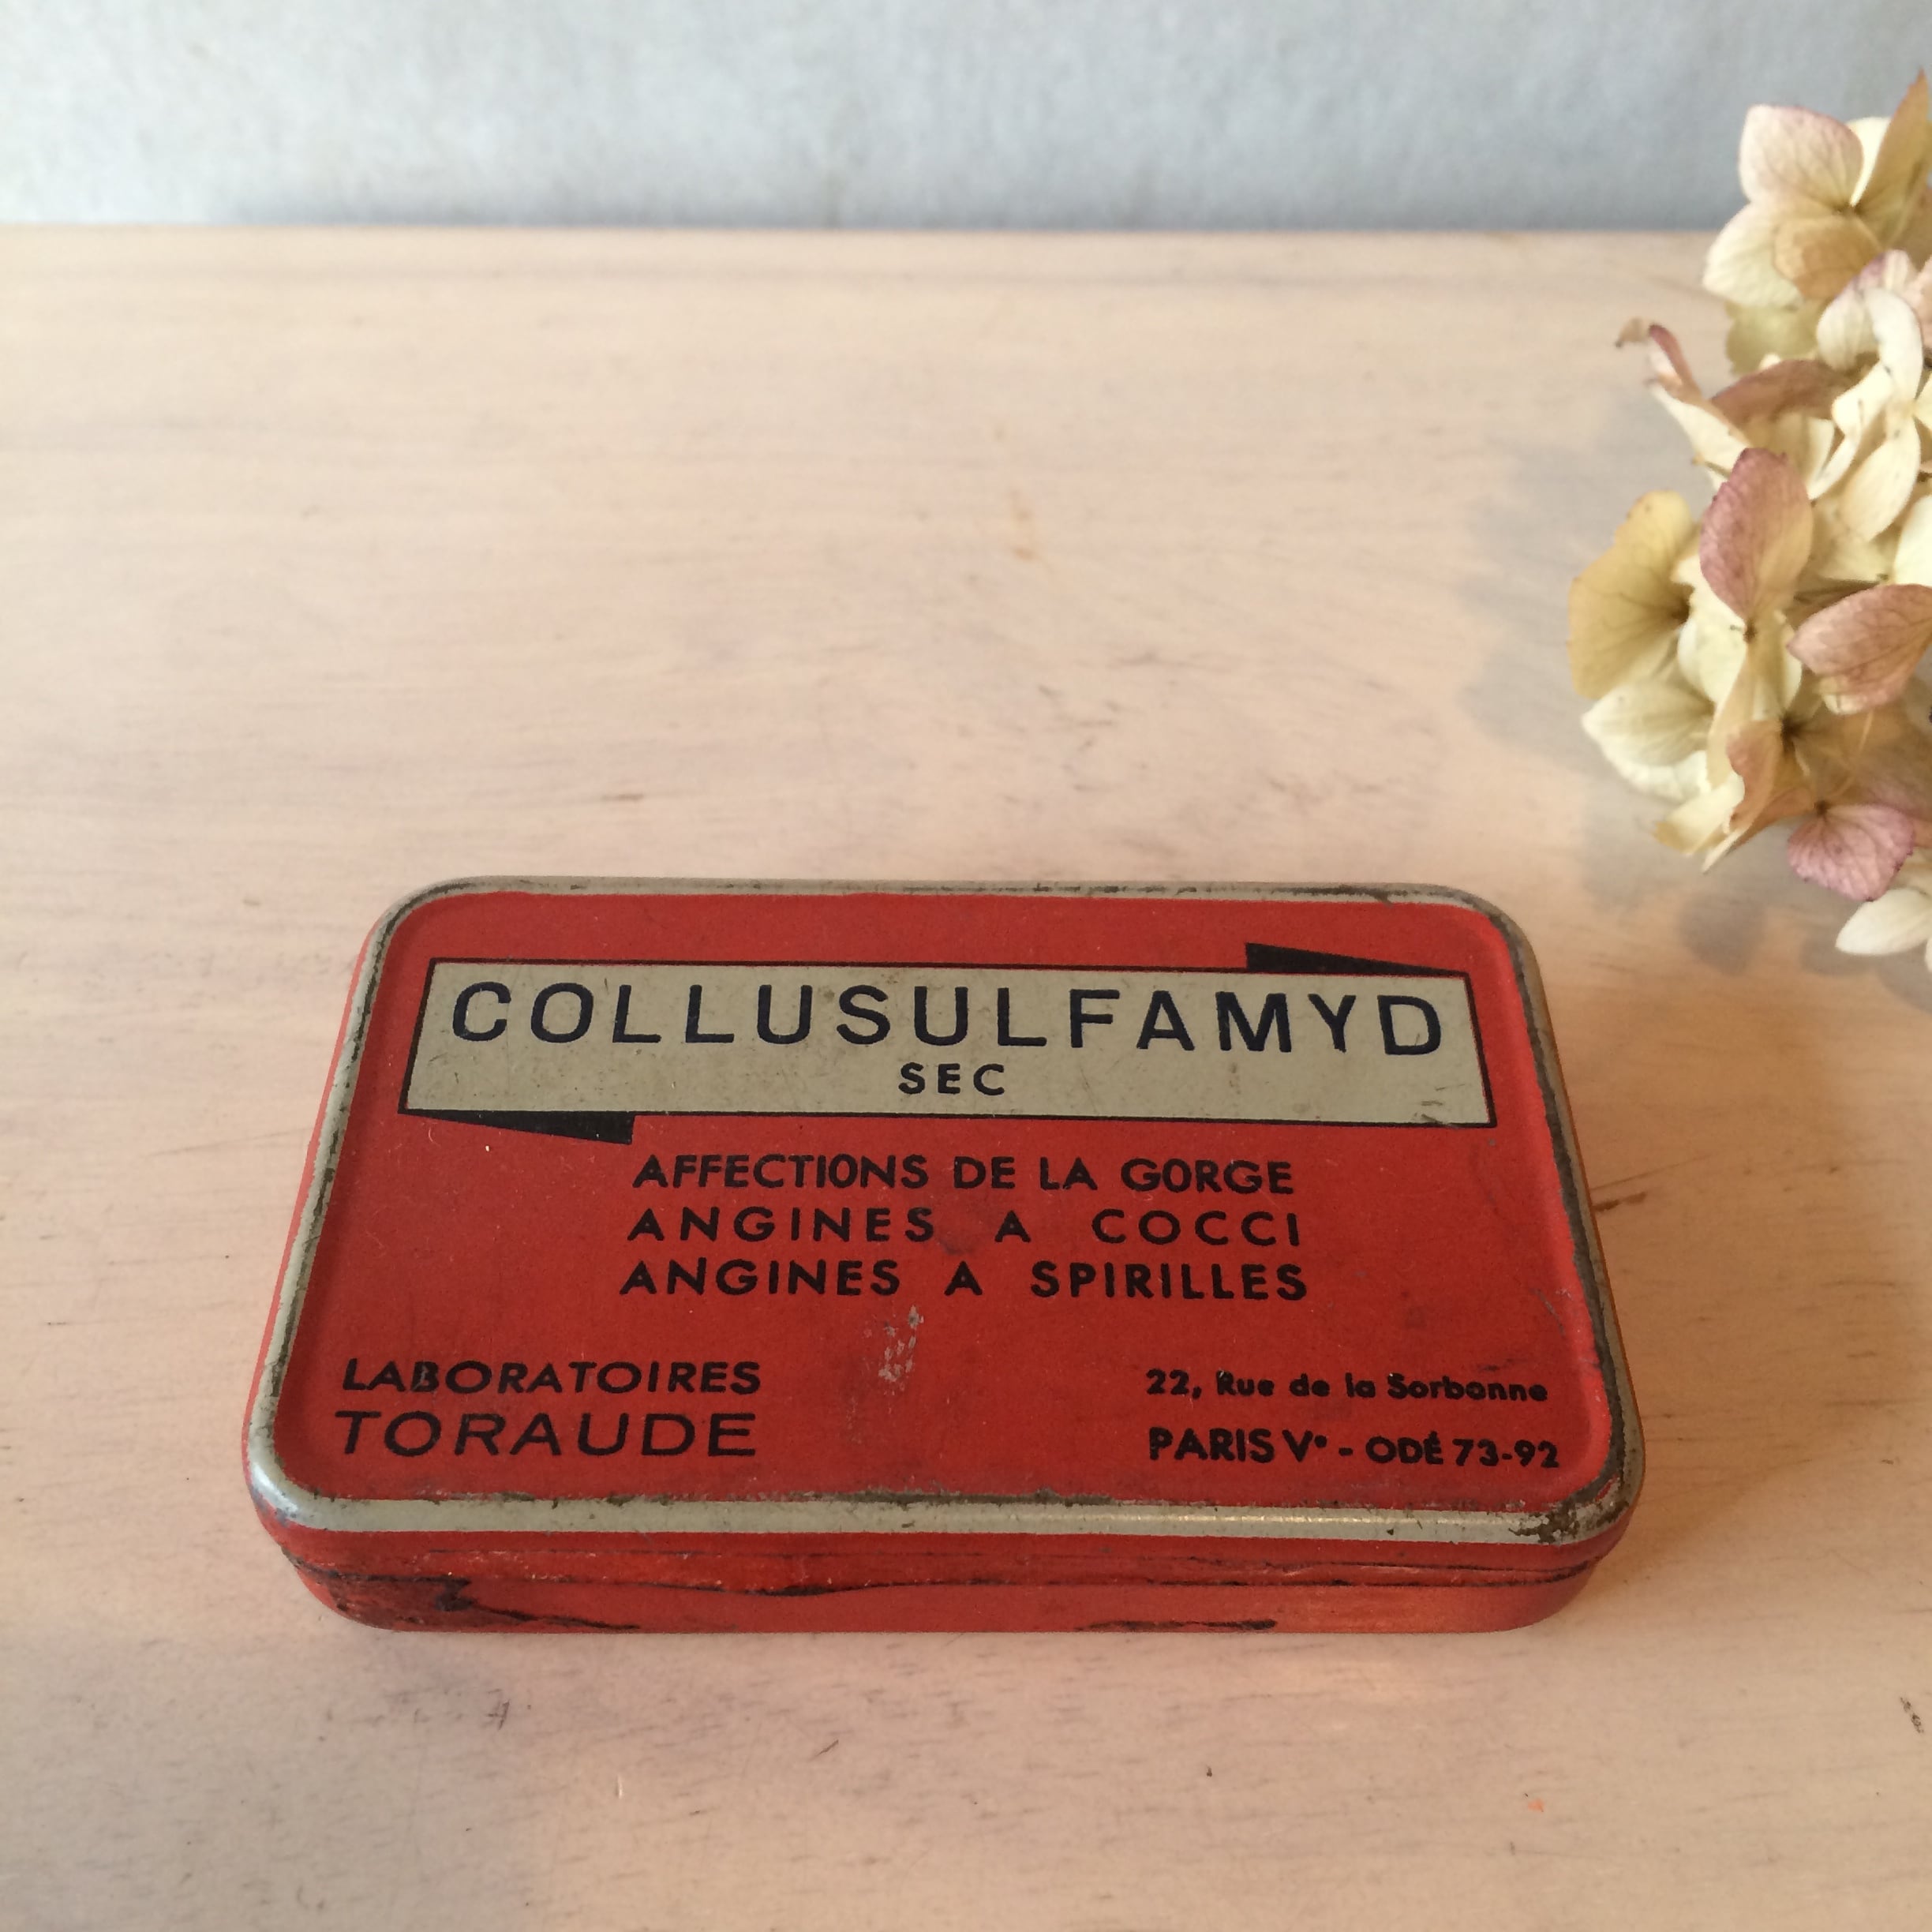 COLLUSULFAMYD
SEC
AFFECTIONS DE LA GORGE
ANGINES A COCCI
ANGINES A SPIRILLES
LABORATOIRES
TORAUDE
22, Rue de la Sorbonne
PARIS Ve - ODÉ 73-92